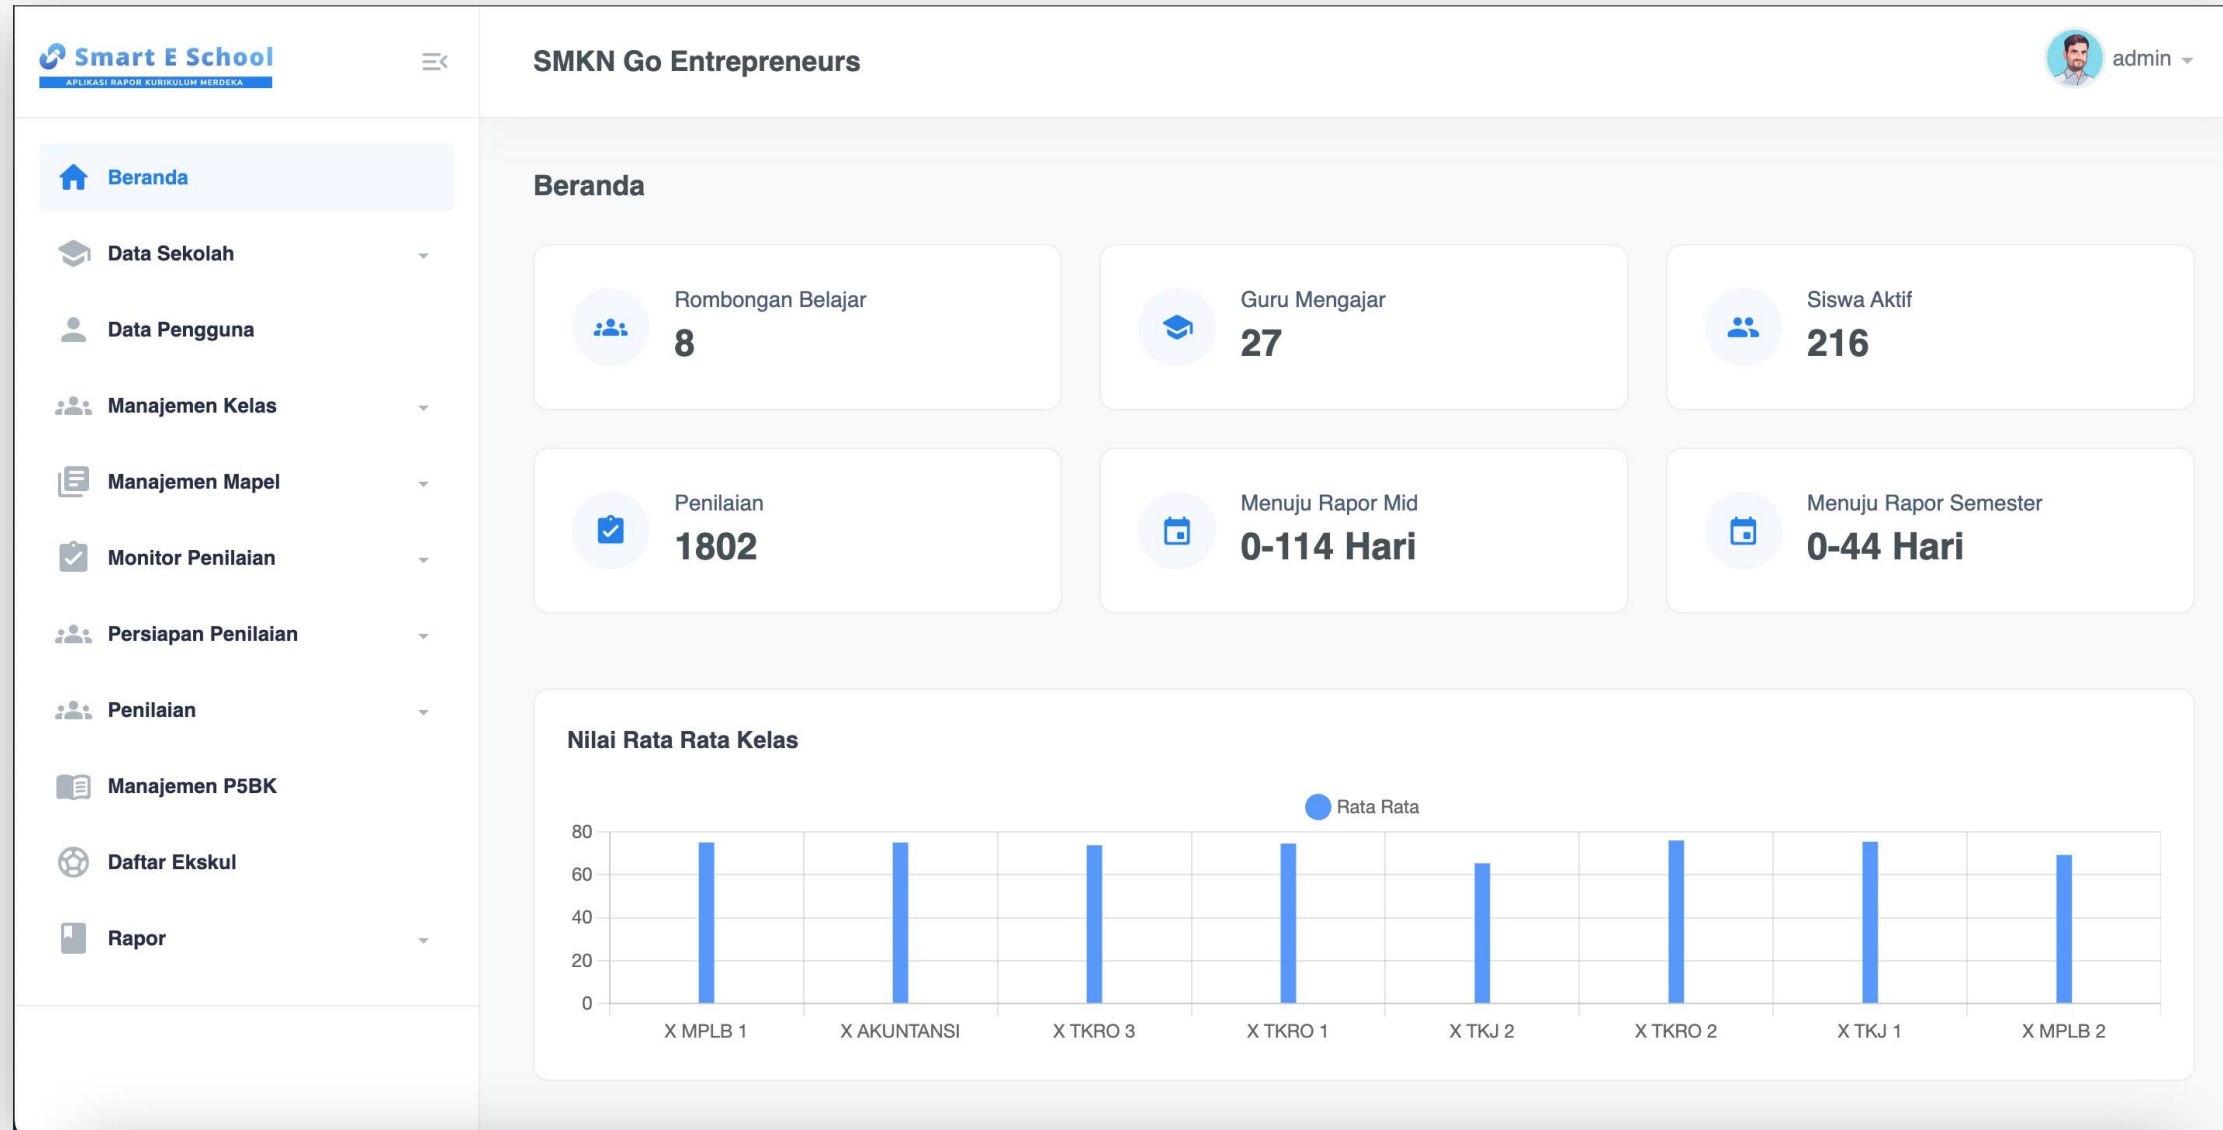 Smart E School
APLIKASI RAPOR KURIKULUM MERDEKA
SMKN Go Entrepreneurs
admin
Beranda
Data Sekolah
Data Pengguna
Manajemen Kelas
Manajemen Mapel
Monitor Penilaian
Persiapan Penilaian
Penilaian
Manajemen P5BK
Daftar Ekskul
Rapor
Beranda
Rombongan Belajar
8
Guru Mengajar
27
Siswa Aktif
216
Penilaian
1802
Menuju Rapor Mid
0-114 Hari
Menuju Rapor Semester
0-44 Hari
Nilai Rata Rata Kelas
Rata Rata
80
60
40
20
0
X MPLB 1
X AKUNTANSI
X TKRO 3
X TKRO 1
X TKJ 2
X TKRO 2
X TKJ 1
X MPLB 2